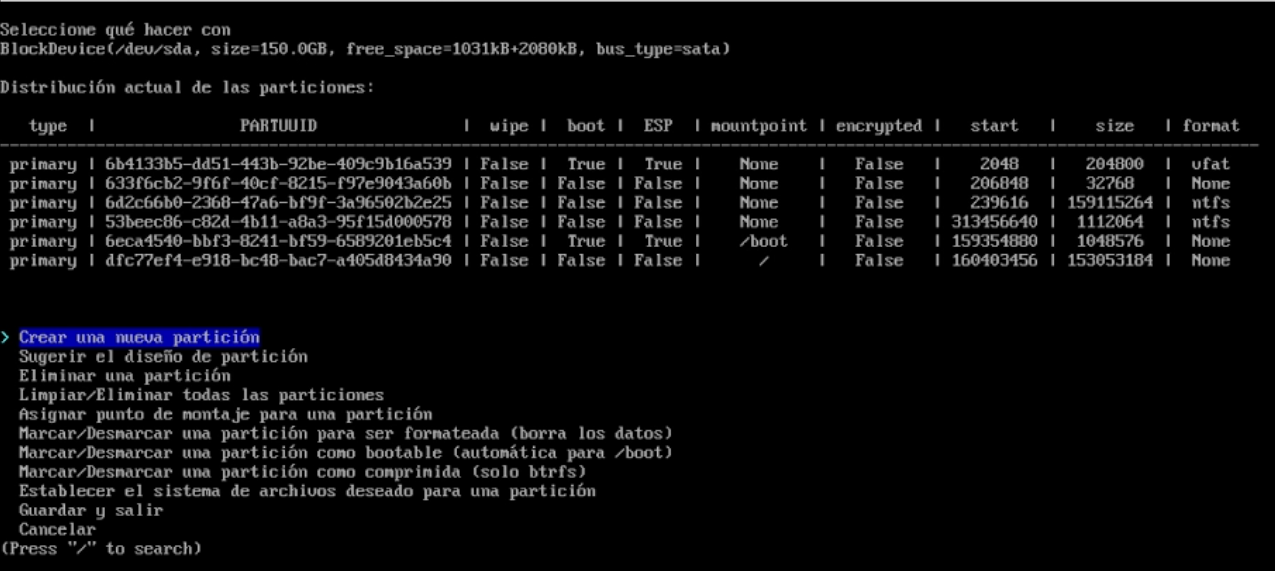 Seleccione qué hacer con
BlockDevice(/dev/sda, size=150.0GB, free_space=1031kB+2080kB, bus_type=sata)
Distribución actual de las particiones:
type | PARTUUID | wipe | boot | ESP | mountpoint | encrypted | start | size | format
primary | 6b4133b5-dd51-443b-92be-409c9b16a539 | False | True | True | None | False | 2048 | 204800 | vfat
primary | 633f6cb2-9f6f-40cf-8215-f97e9043a60b | False | False | False | None | False | 206848 | 32768 | None
primary | 6d2c66b0-2368-47a6-bf9f-3a96502b2e25 | False | False | False | None | False | 239616 | 159115264 | ntfs
primary | 53beec86-c82d-4b11-a8a3-95f15d000578 | False | False | False | None | False | 313456640 | 1112064 | ntfs
primary | 6eca4540-bbf3-8241-bf59-6589201eb5c4 | False | True | True | /boot | False | 159354880 | 1048576 | None
primary | dfc77ef4-e918-bc48-bac7-a405d8434a90 | False | False | False | / | False | 160403456 | 153053184 | None
> Crear una nueva partición
Sugerir el diseño de partición
Eliminar una partición
Limpiar/Eliminar todas las particiones
Asignar punto de montaje para una partición
Marcar/Desmarcar una partición para ser formateada (borra los datos)
Marcar/Desmarcar una partición como bootable (automática para /boot)
Marcar/Desmarcar una partición como comprimida (solo btrfs)
Establecer el sistema de archivos deseado para una partición
Guardar y salir
Cancelar
(Press "/" to search)